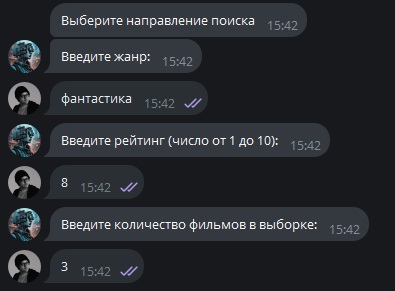 Выберите направление поиска 15:42
Введите жанр: 15:42
фантастика 15:42
Введите рейтинг (число от 1 до 10): 15:42
8 15:42
Введите количество фильмов в выборке: 15:42
3 15:42